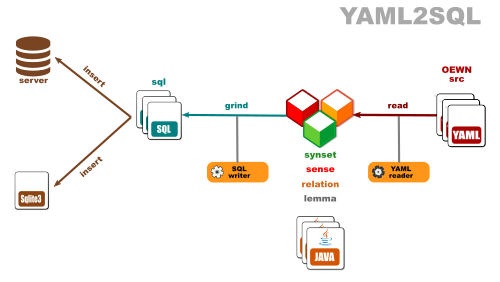 YAML2SQL
server
insert
sql
SQL
grind
read
OEWN
src
YAML
synset
sense
relation
lemma
SQL
writer
YAML
reader
insert
Sqlite3
JAVA